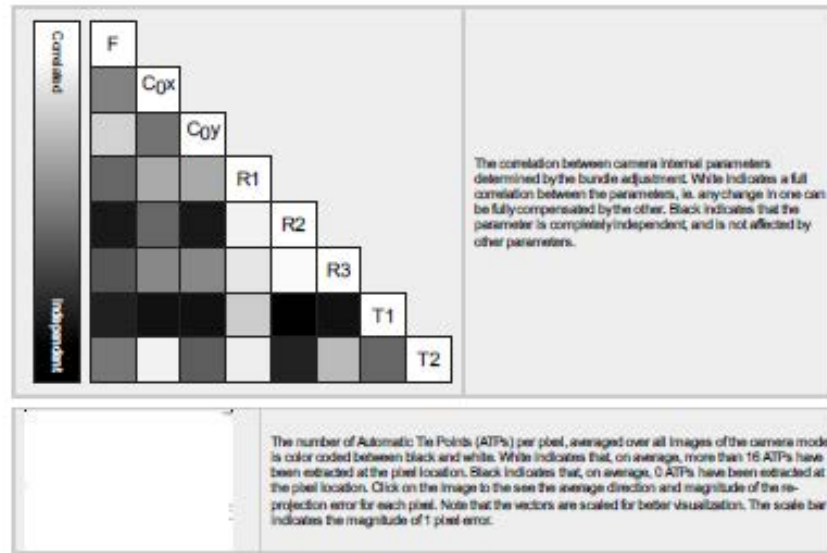 Correlated
Independent
F
C0x
C0y
R1
R2
R3
T1
T2
The correlation between camera internal parameters
determined by the bundle adjustment. White indicates a full
correlation between the parameters, ie. any change in one can
be fully compensated by the other. Black indicates that the
parameter is completely independent, and is not affected by
other parameters.
The number of Automatic Tie Points (ATPs) per pixel, averaged over all images of the camera mode
is color coded between black and white. White indicates that, on average, more than 16 ATPs have
been extracted at the pixel location. Black indicates that, on average, 0 ATPs have been extracted at
the pixel location. Click on the image to the see the average direction and magnitude of the re-
projection error for each pixel. Note that the vectors are scaled for better visualization. The scale bar
indicates the magnitude of 1 pixel error.